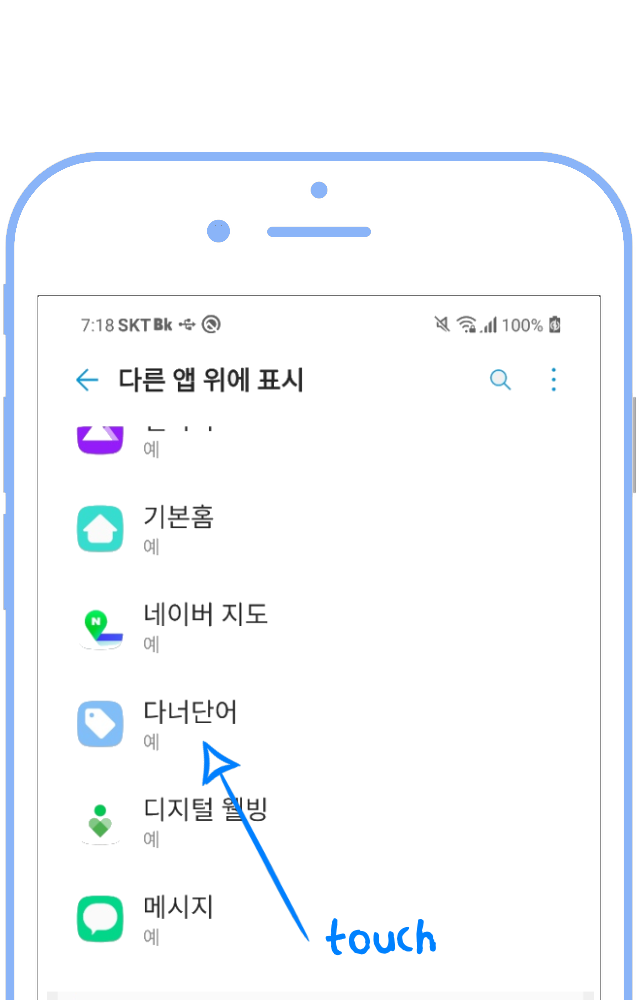 7:18 SKT Bk 100%
다른 앱 위에 표시
예
기본홈
예
네이버 지도
예
다너단어
예
디지털 웰빙
예
메시지
예
touch